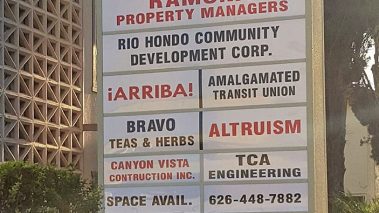 PROPERTY MANAGERS
RIO HONDO COMMUNITY
DEVELOPMENT CORP.
¡ARRIBA!
AMALGAMATED
TRANSIT UNION
BRAVO
TEAS & HERBS
ALTRUISM
CANYON VISTA
CONTRUCTION INC.
TCA
ENGINEERING
SPACE AVAIL.
626-448-7882